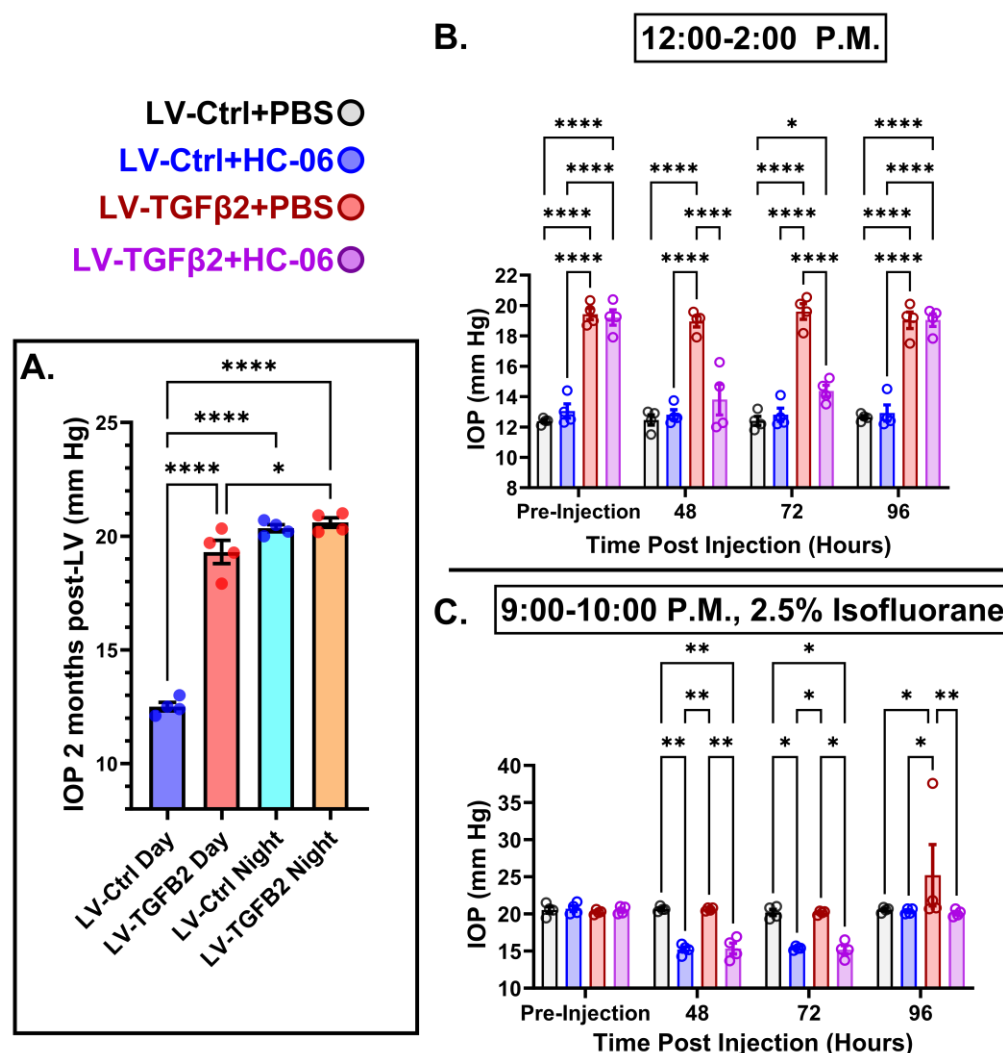 LV-Ctrl+PBS
LV-Ctrl+HC-06
LV-TGFβ2+PBS
LV-TGFβ2+HC-06
A.
****
****
**** *
IOP 2 months post-LV (mm Hg)
25
20
15
10
LV-Ctrl Day
LV-TGFB2 Day
LV-Ctrl Night
LV-TGFB2 Night
B.
12:00-2:00 P.M.
**** * ****
**** **** **** ****
**** **** **** ****
**** **** **** ****
IOP (mm Hg)
22
20
18
16
14
12
10
8
Pre-Injection 48 72 96
Time Post Injection (Hours)
C.
9:00-10:00 P.M., 2.5% Isofluorane
** *
** * * **
** ** * * *
IOP (mm Hg)
40
35
30
25
20
15
10
Pre-Injection 48 72 96
Time Post Injection (Hours)